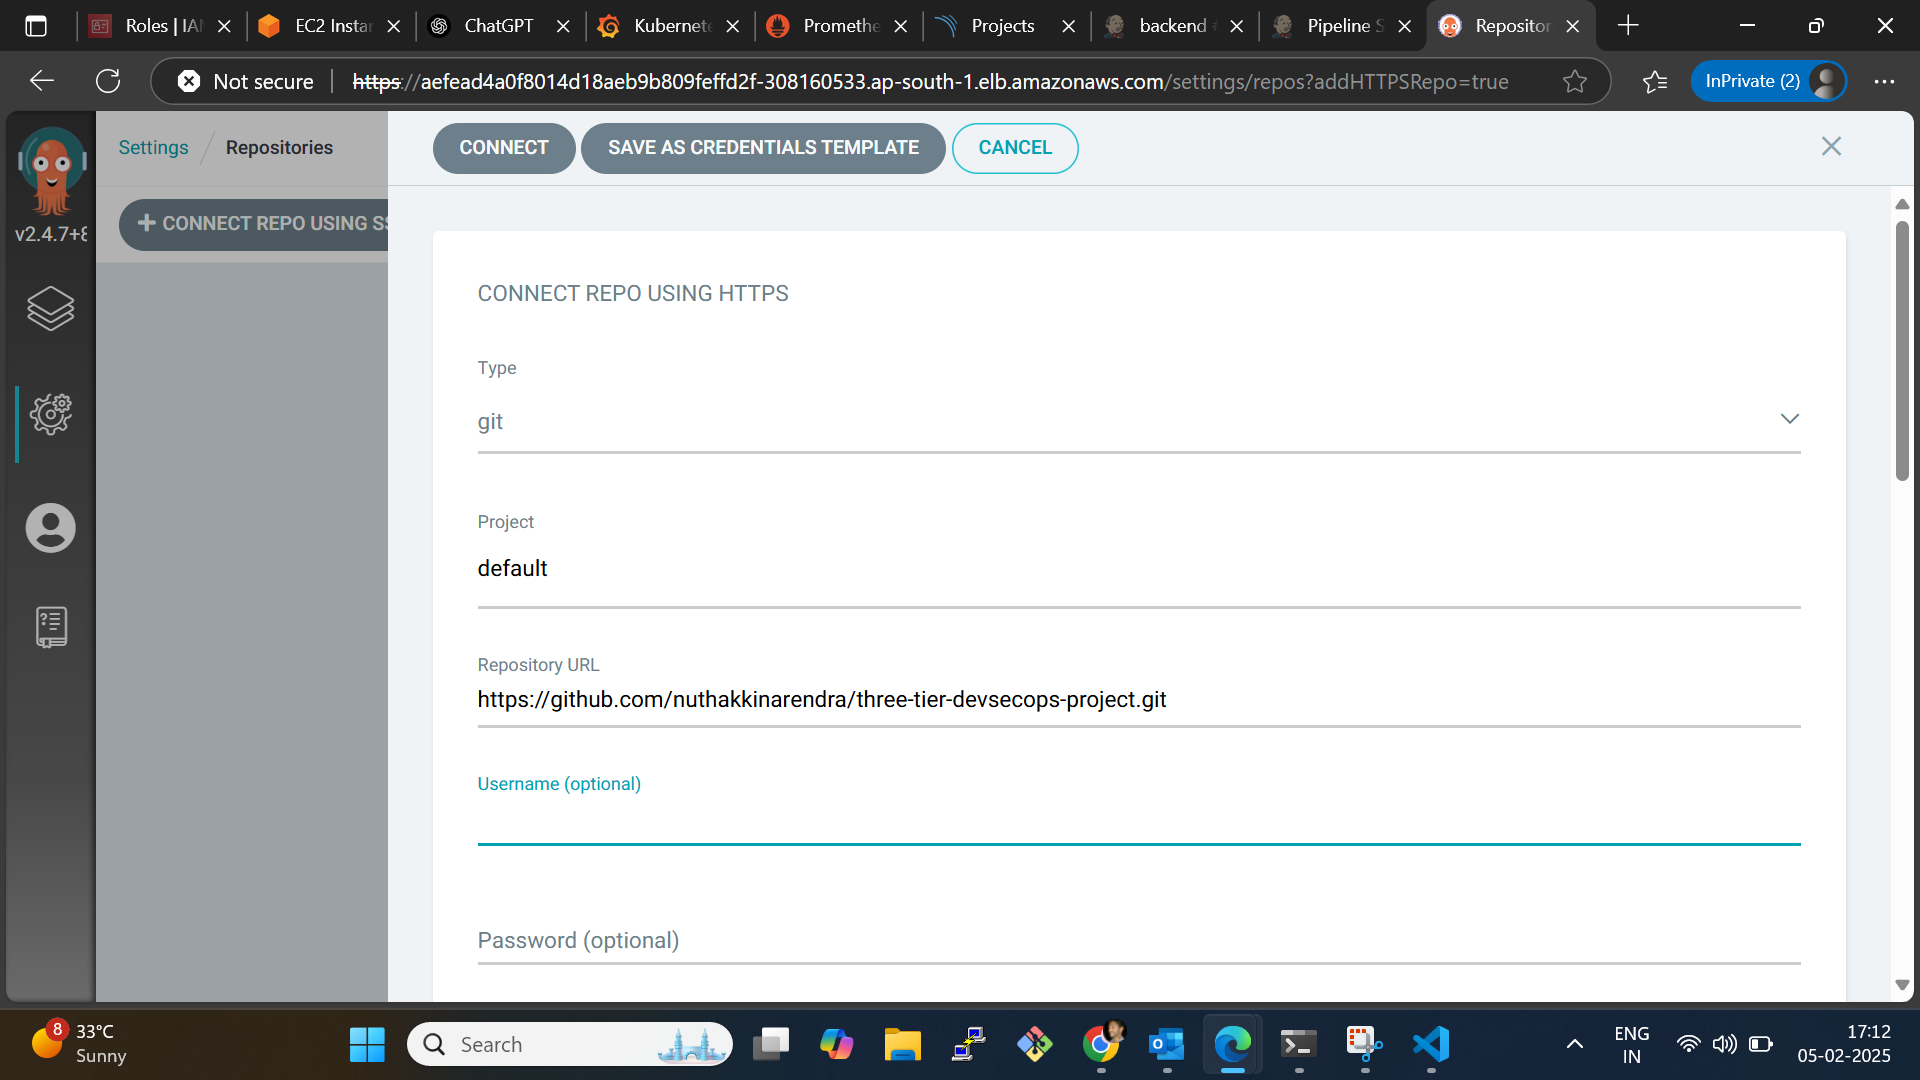 Roles | IAM
EC2 Instan
ChatGPT
Kubernete
Promethe
Projects
backend
Pipeline S
Repositor
Not secure
https://aefead4a0f8014d18aeb9b809feffd2f-308160533.ap-south-1.elb.amazonaws.com/settings/repos?addHTTPSRepo=true
InPrivate (2)
Settings / Repositories
CONNECT
SAVE AS CREDENTIALS TEMPLATE
CANCEL
+ CONNECT REPO USING SS
v2.4.7+8
CONNECT REPO USING HTTPS
Type
git
Project
default
Repository URL
https://github.com/nuthakkinarendra/three-tier-devsecops-project.git
Username (optional)
Password (optional)
8
33°C
Sunny
Search
ENG
IN
17:12
05-02-2025